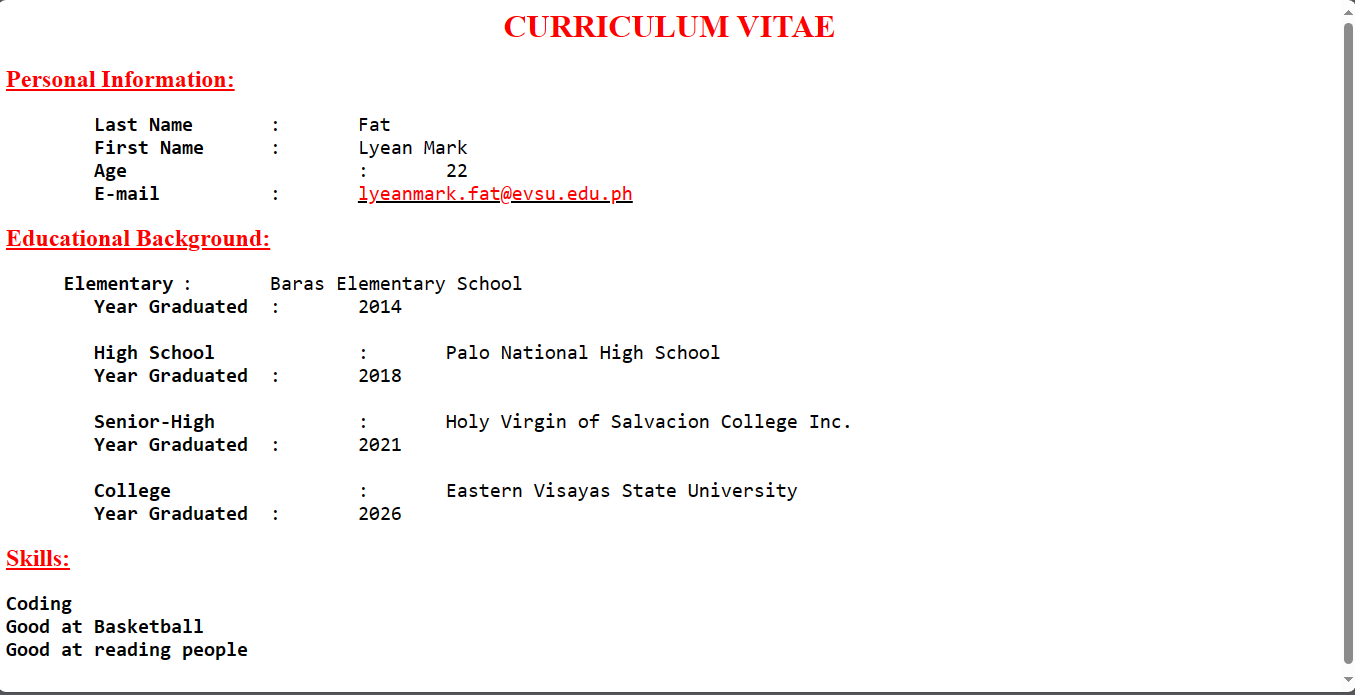 CURRICULUM VITAE
Personal Information:
Last Name : Fat
First Name : Lyean Mark
Age : 22
E-mail : lyeanmark.fat@evsu.edu.ph
Educational Background:
Elementary : Baras Elementary School
Year Graduated : 2014
High School : Palo National High School
Year Graduated : 2018
Senior-High : Holy Virgin of Salvacion College Inc.
Year Graduated : 2021
College : Eastern Visayas State University
Year Graduated : 2026
Skills:
Coding
Good at Basketball
Good at reading people